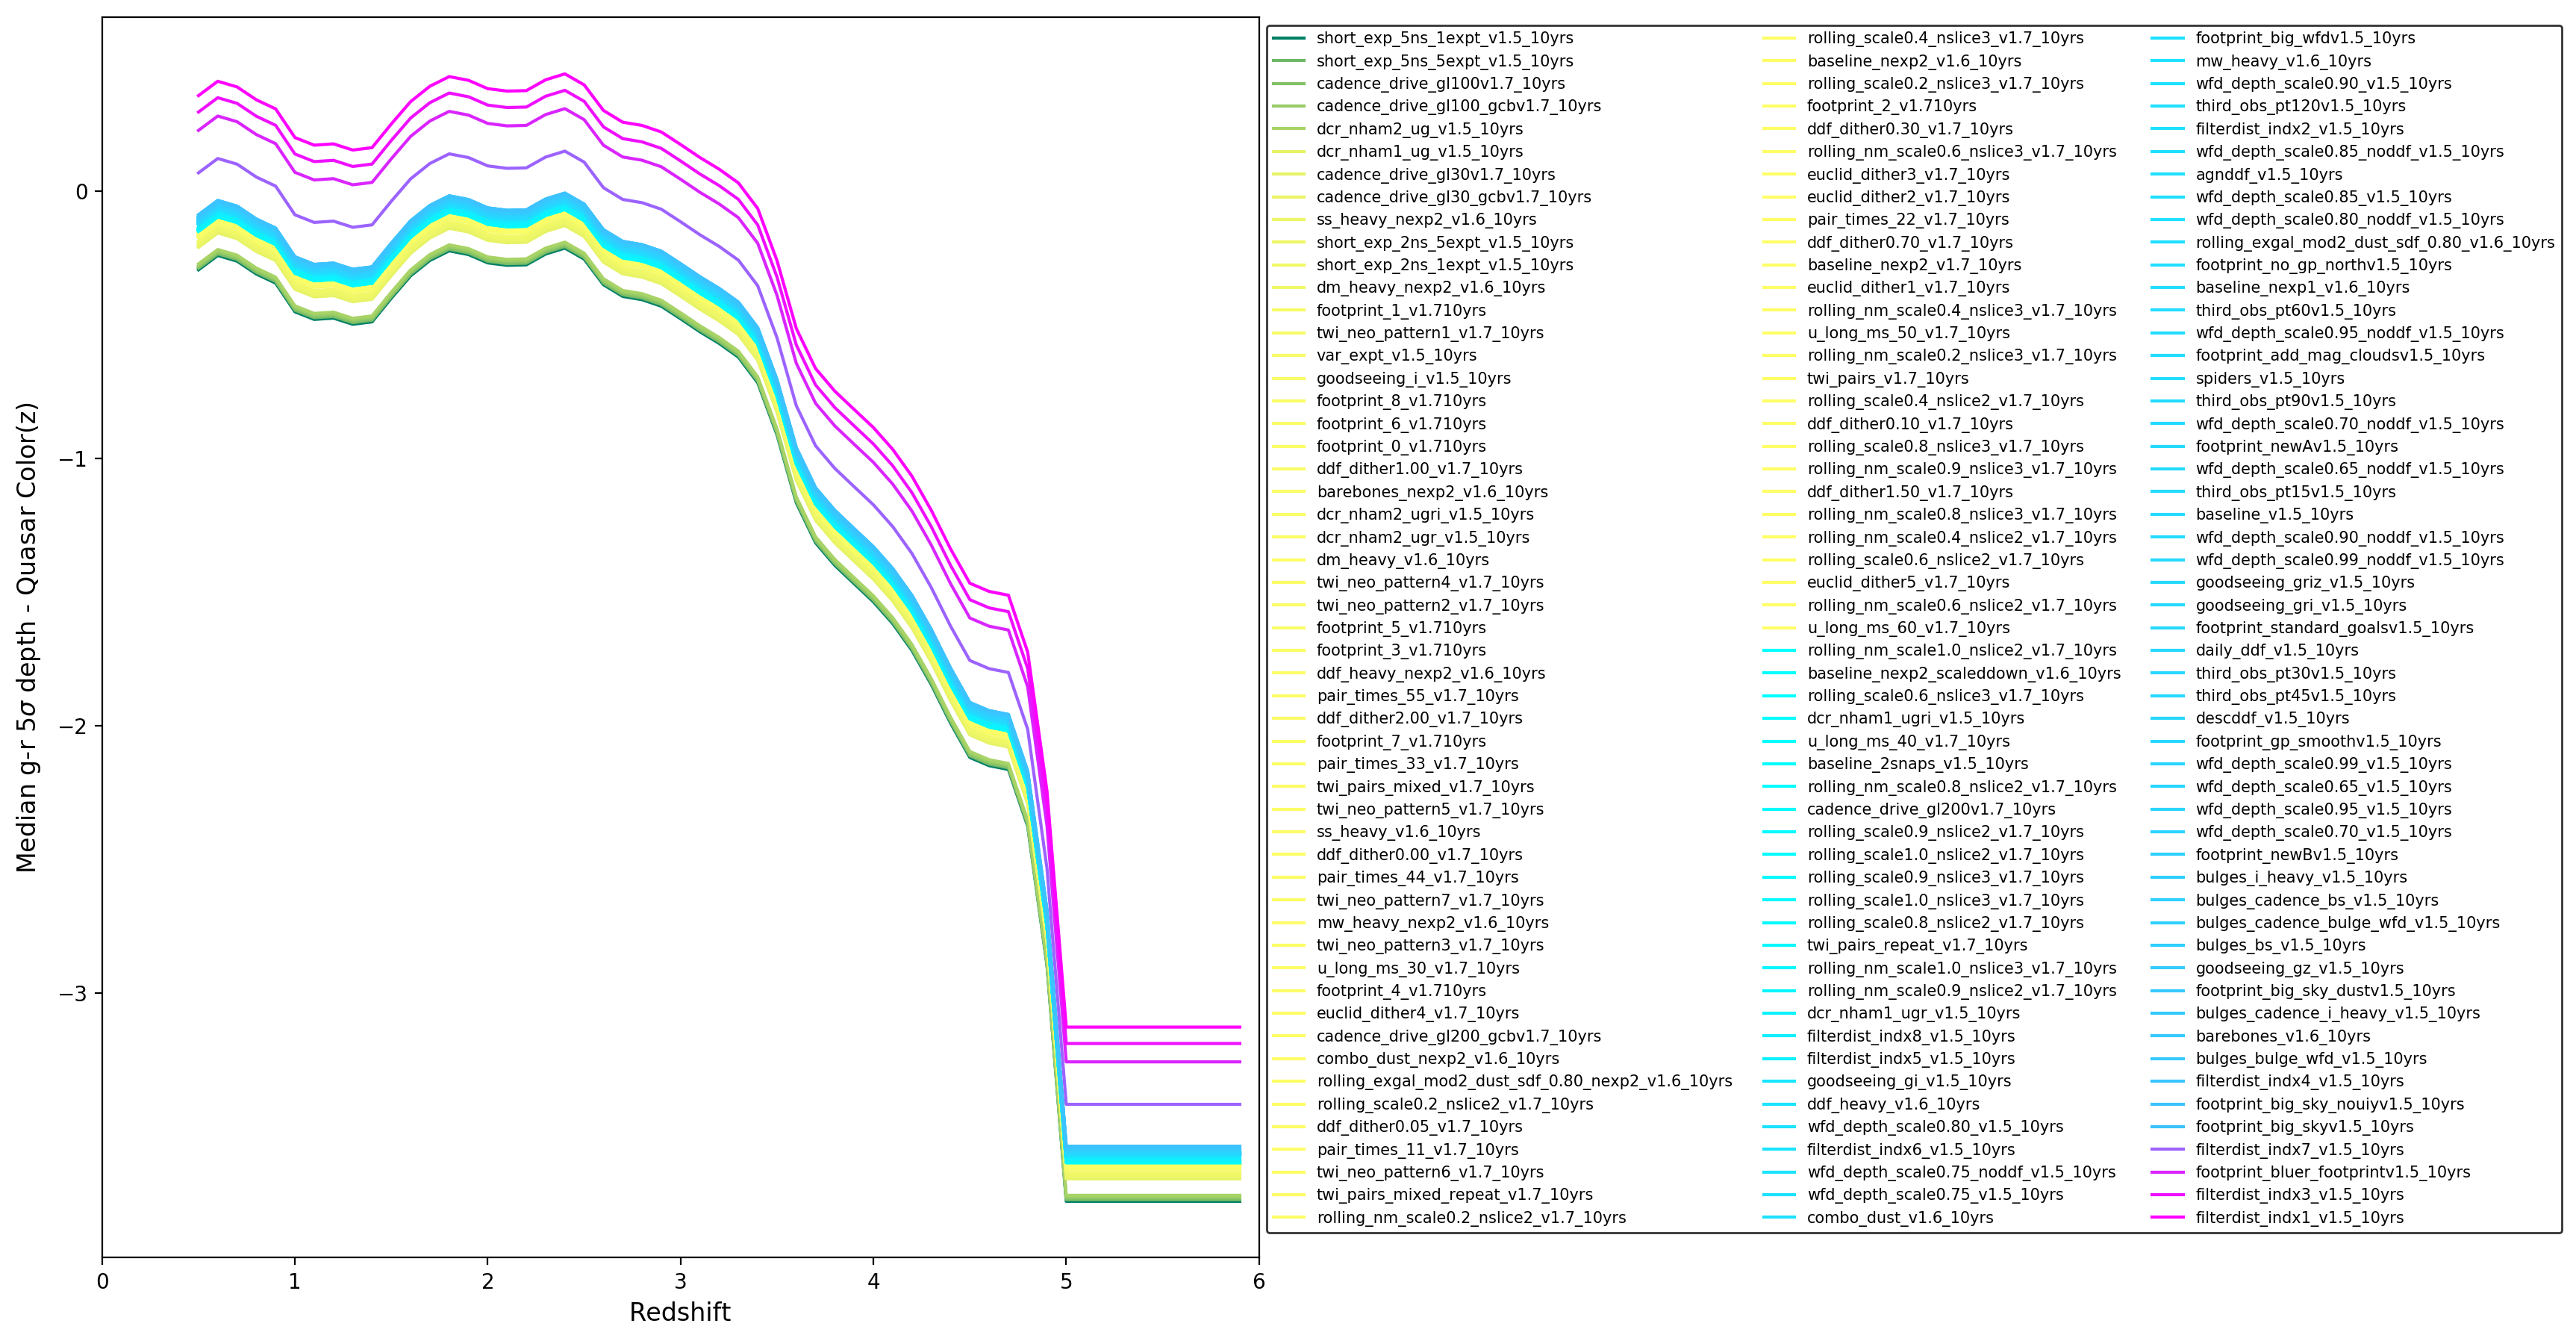 Median g-r 5σ depth - Quasar Color(z)
0
−1
−2
−3
0 1 2 3 4 5 6
Redshift
short_exp_5ns_1expt_v1.5_10yrs
short_exp_5ns_5expt_v1.5_10yrs
cadence_drive_gl100v1.7_10yrs
cadence_drive_gl100_gcbv1.7_10yrs
dcr_nham2_ug_v1.5_10yrs
dcr_nham1_ug_v1.5_10yrs
cadence_drive_gl30v1.7_10yrs
cadence_drive_gl30_gcbv1.7_10yrs
ss_heavy_nexp2_v1.6_10yrs
short_exp_2ns_5expt_v1.5_10yrs
short_exp_2ns_1expt_v1.5_10yrs
dm_heavy_nexp2_v1.6_10yrs
footprint_1_v1.710yrs
twi_neo_pattern1_v1.7_10yrs
var_expt_v1.5_10yrs
goodseeing_i_v1.5_10yrs
footprint_8_v1.710yrs
footprint_6_v1.710yrs
footprint_0_v1.710yrs
ddf_dither1.00_v1.7_10yrs
barebones_nexp2_v1.6_10yrs
dcr_nham2_ugri_v1.5_10yrs
dcr_nham2_ugr_v1.5_10yrs
dm_heavy_v1.6_10yrs
twi_neo_pattern4_v1.7_10yrs
twi_neo_pattern2_v1.7_10yrs
footprint_5_v1.710yrs
footprint_3_v1.710yrs
ddf_heavy_nexp2_v1.6_10yrs
pair_times_55_v1.7_10yrs
ddf_dither2.00_v1.7_10yrs
footprint_7_v1.710yrs
pair_times_33_v1.7_10yrs
twi_pairs_mixed_v1.7_10yrs
twi_neo_pattern5_v1.7_10yrs
ss_heavy_v1.6_10yrs
ddf_dither0.00_v1.7_10yrs
pair_times_44_v1.7_10yrs
twi_neo_pattern7_v1.7_10yrs
mw_heavy_nexp2_v1.6_10yrs
twi_neo_pattern3_v1.7_10yrs
u_long_ms_30_v1.7_10yrs
footprint_4_v1.710yrs
euclid_dither4_v1.7_10yrs
cadence_drive_gl200_gcbv1.7_10yrs
combo_dust_nexp2_v1.6_10yrs
rolling_exgal_mod2_dust_sdf_0.80_nexp2_v1.6_10yrs
rolling_scale0.2_nslice2_v1.7_10yrs
ddf_dither0.05_v1.7_10yrs
pair_times_11_v1.7_10yrs
twi_neo_pattern6_v1.7_10yrs
twi_pairs_mixed_repeat_v1.7_10yrs
rolling_nm_scale0.2_nslice2_v1.7_10yrs
rolling_scale0.4_nslice3_v1.7_10yrs
baseline_nexp2_v1.6_10yrs
rolling_scale0.2_nslice3_v1.7_10yrs
footprint_2_v1.710yrs
ddf_dither0.30_v1.7_10yrs
rolling_nm_scale0.6_nslice3_v1.7_10yrs
euclid_dither3_v1.7_10yrs
euclid_dither2_v1.7_10yrs
pair_times_22_v1.7_10yrs
ddf_dither0.70_v1.7_10yrs
baseline_nexp2_v1.7_10yrs
euclid_dither1_v1.7_10yrs
rolling_nm_scale0.4_nslice3_v1.7_10yrs
u_long_ms_50_v1.7_10yrs
rolling_nm_scale0.2_nslice3_v1.7_10yrs
twi_pairs_v1.7_10yrs
rolling_scale0.4_nslice2_v1.7_10yrs
ddf_dither0.10_v1.7_10yrs
rolling_scale0.8_nslice3_v1.7_10yrs
rolling_nm_scale0.9_nslice3_v1.7_10yrs
ddf_dither1.50_v1.7_10yrs
rolling_nm_scale0.8_nslice3_v1.7_10yrs
rolling_nm_scale0.4_nslice2_v1.7_10yrs
rolling_scale0.6_nslice2_v1.7_10yrs
euclid_dither5_v1.7_10yrs
rolling_nm_scale0.6_nslice2_v1.7_10yrs
u_long_ms_60_v1.7_10yrs
rolling_nm_scale1.0_nslice2_v1.7_10yrs
baseline_nexp2_scaleddown_v1.6_10yrs
rolling_scale0.6_nslice3_v1.7_10yrs
dcr_nham1_ugri_v1.5_10yrs
u_long_ms_40_v1.7_10yrs
baseline_2snaps_v1.5_10yrs
rolling_nm_scale0.8_nslice2_v1.7_10yrs
cadence_drive_gl200v1.7_10yrs
rolling_scale0.9_nslice2_v1.7_10yrs
rolling_scale1.0_nslice2_v1.7_10yrs
rolling_scale0.9_nslice3_v1.7_10yrs
rolling_scale1.0_nslice3_v1.7_10yrs
rolling_scale0.8_nslice2_v1.7_10yrs
twi_pairs_repeat_v1.7_10yrs
rolling_nm_scale1.0_nslice3_v1.7_10yrs
rolling_nm_scale0.9_nslice2_v1.7_10yrs
dcr_nham1_ugr_v1.5_10yrs
filterdist_indx8_v1.5_10yrs
filterdist_indx5_v1.5_10yrs
goodseeing_gi_v1.5_10yrs
ddf_heavy_v1.6_10yrs
wfd_depth_scale0.80_v1.5_10yrs
filterdist_indx6_v1.5_10yrs
wfd_depth_scale0.75_noddf_v1.5_10yrs
wfd_depth_scale0.75_v1.5_10yrs
combo_dust_v1.6_10yrs
footprint_big_wfdv1.5_10yrs
mw_heavy_v1.6_10yrs
wfd_depth_scale0.90_v1.5_10yrs
third_obs_pt120v1.5_10yrs
filterdist_indx2_v1.5_10yrs
wfd_depth_scale0.85_noddf_v1.5_10yrs
agnddf_v1.5_10yrs
wfd_depth_scale0.85_v1.5_10yrs
wfd_depth_scale0.80_noddf_v1.5_10yrs
rolling_exgal_mod2_dust_sdf_0.80_v1.6_10yrs
footprint_no_gp_northv1.5_10yrs
baseline_nexp1_v1.6_10yrs
third_obs_pt60v1.5_10yrs
wfd_depth_scale0.95_noddf_v1.5_10yrs
footprint_add_mag_cloudsv1.5_10yrs
spiders_v1.5_10yrs
third_obs_pt90v1.5_10yrs
wfd_depth_scale0.70_noddf_v1.5_10yrs
footprint_newAv1.5_10yrs
wfd_depth_scale0.65_noddf_v1.5_10yrs
third_obs_pt15v1.5_10yrs
baseline_v1.5_10yrs
wfd_depth_scale0.90_noddf_v1.5_10yrs
wfd_depth_scale0.99_noddf_v1.5_10yrs
goodseeing_griz_v1.5_10yrs
goodseeing_gri_v1.5_10yrs
footprint_standard_goalsv1.5_10yrs
daily_ddf_v1.5_10yrs
third_obs_pt30v1.5_10yrs
third_obs_pt45v1.5_10yrs
descddf_v1.5_10yrs
footprint_gp_smoothv1.5_10yrs
wfd_depth_scale0.99_v1.5_10yrs
wfd_depth_scale0.65_v1.5_10yrs
wfd_depth_scale0.95_v1.5_10yrs
wfd_depth_scale0.70_v1.5_10yrs
footprint_newBv1.5_10yrs
bulges_i_heavy_v1.5_10yrs
bulges_cadence_bs_v1.5_10yrs
bulges_cadence_bulge_wfd_v1.5_10yrs
bulges_bs_v1.5_10yrs
goodseeing_gz_v1.5_10yrs
footprint_big_sky_dustv1.5_10yrs
bulges_cadence_i_heavy_v1.5_10yrs
barebones_v1.6_10yrs
bulges_bulge_wfd_v1.5_10yrs
filterdist_indx4_v1.5_10yrs
footprint_big_sky_nouiyv1.5_10yrs
footprint_big_skyv1.5_10yrs
filterdist_indx7_v1.5_10yrs
footprint_bluer_footprintv1.5_10yrs
filterdist_indx3_v1.5_10yrs
filterdist_indx1_v1.5_10yrs